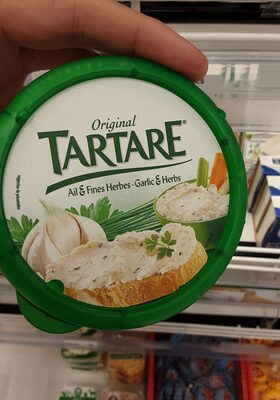 Original
TARTARE®
Ail & Fines Herbes - Garlic & Herbs